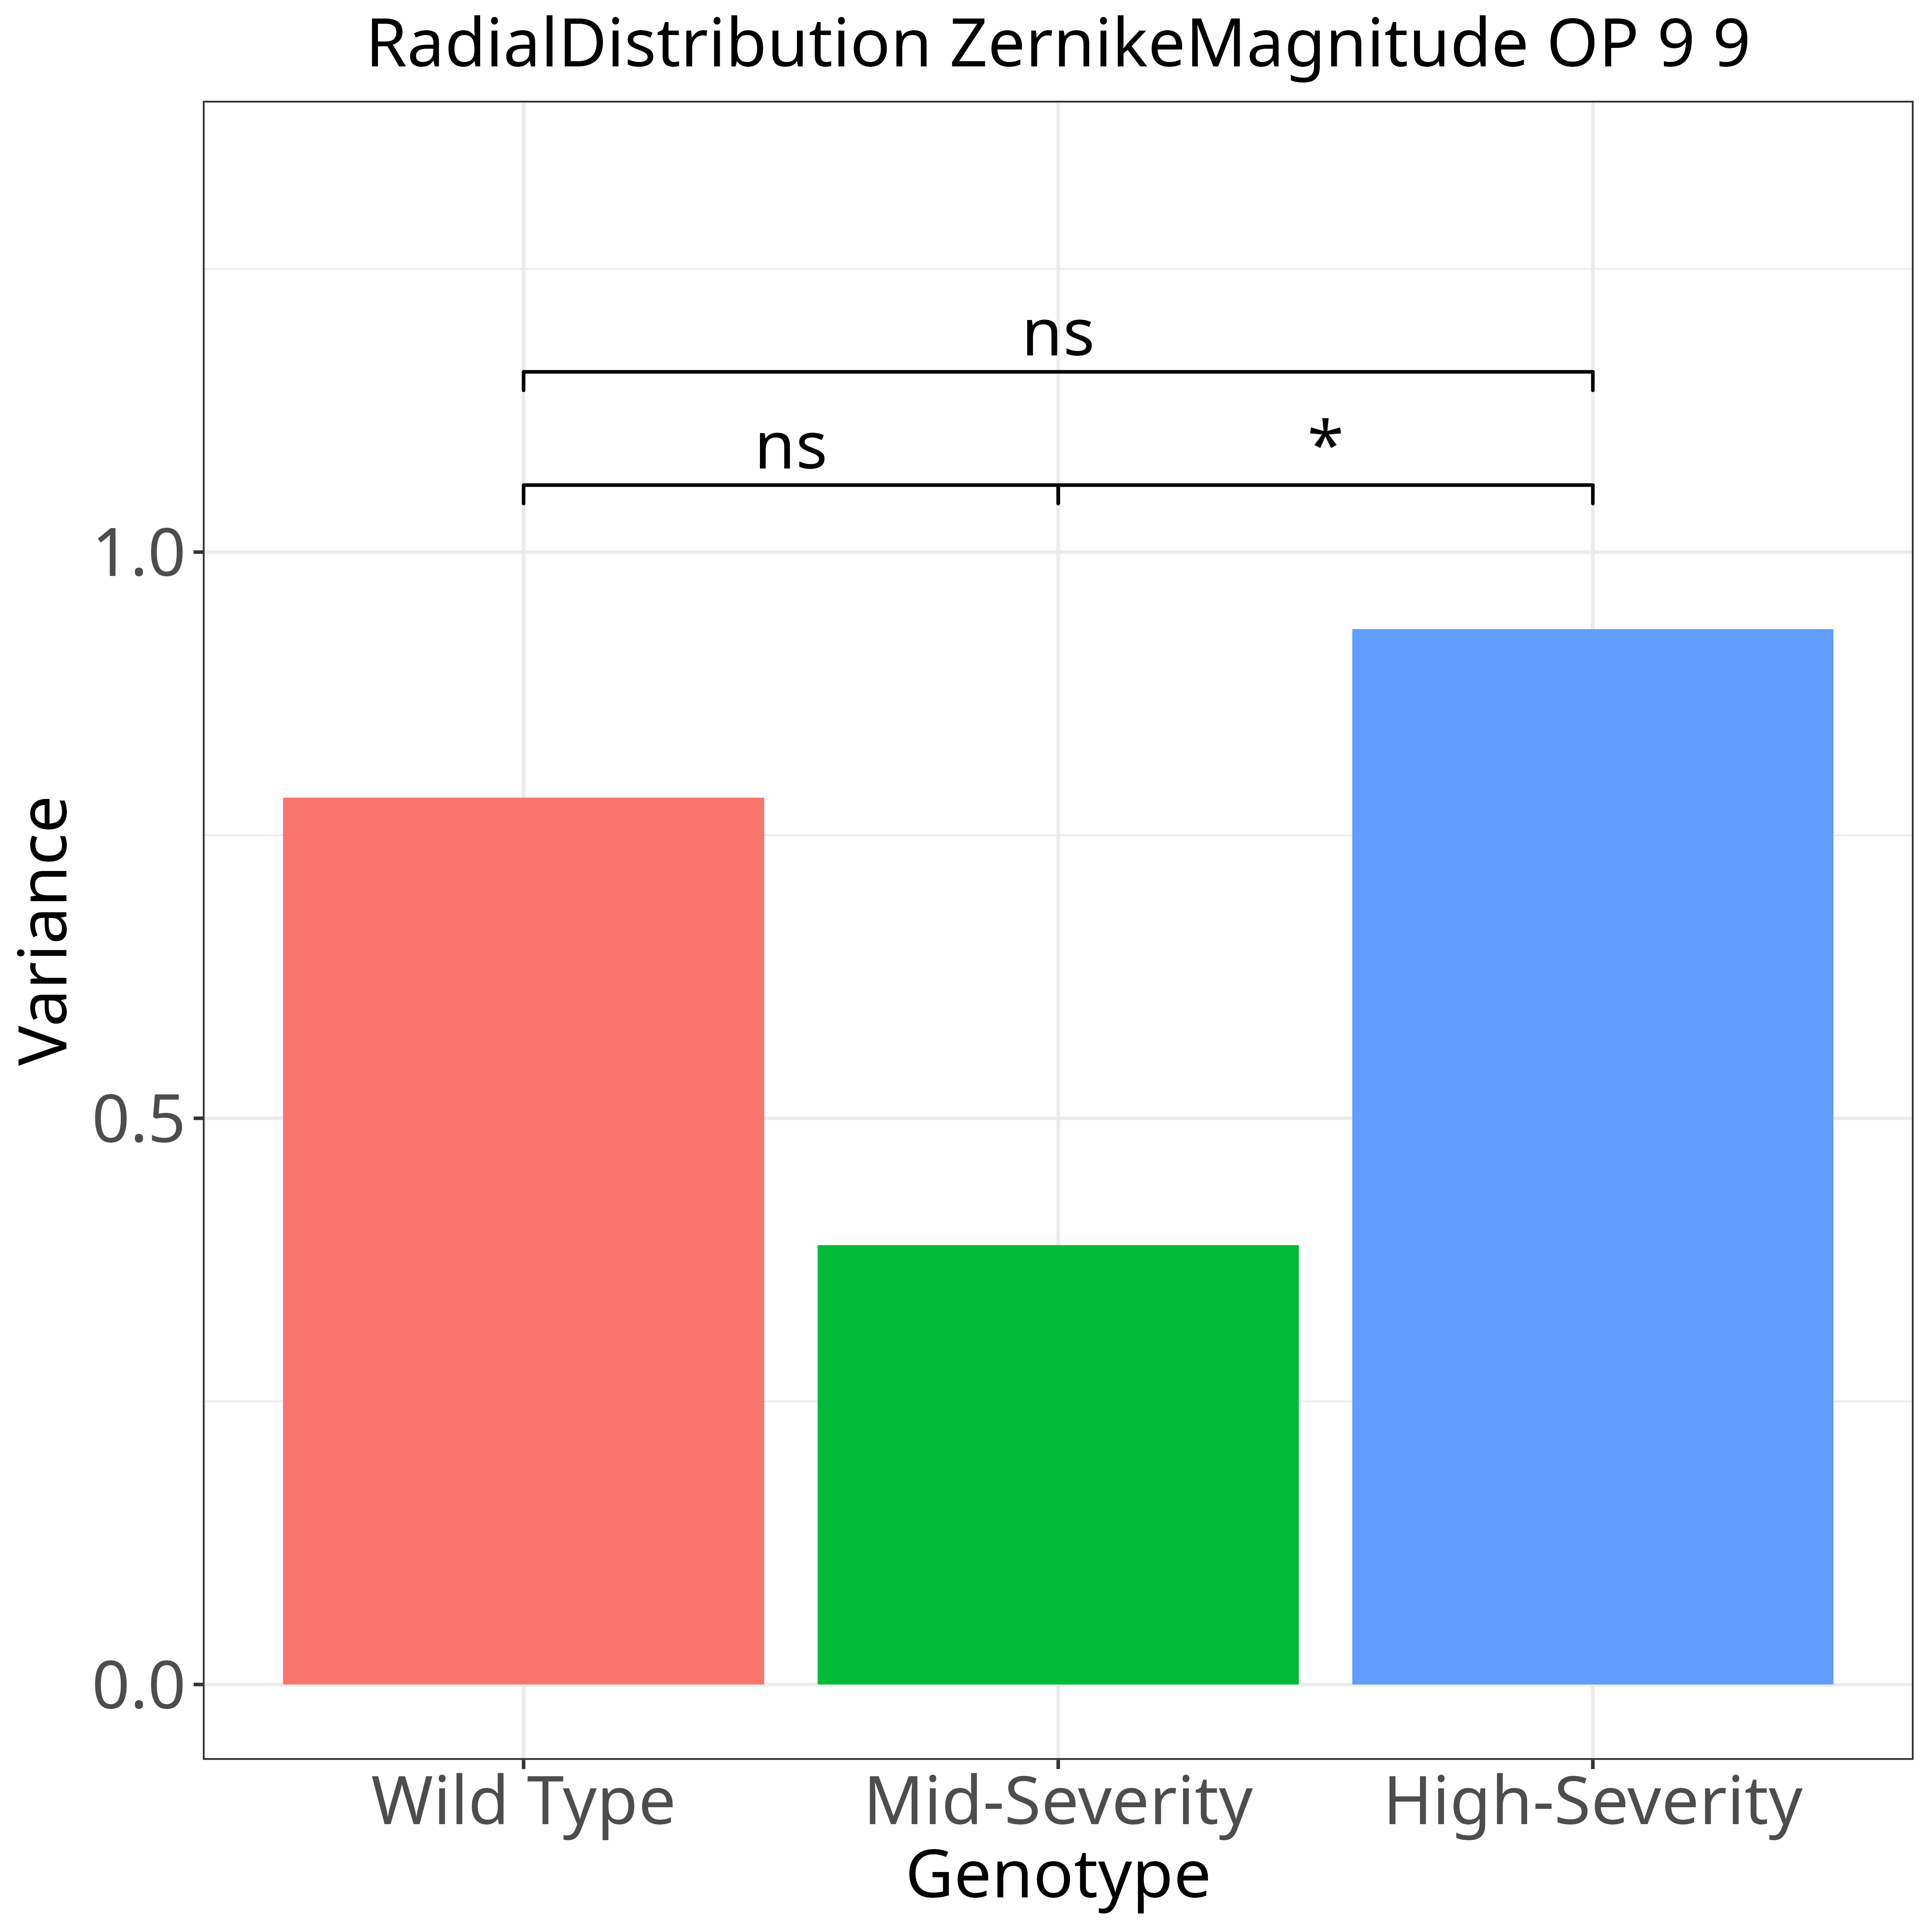 RadialDistribution ZernikeMagnitude OP 9 9
ns
ns *
1.0
0.5
0.0
Variance
Wild Type Mid-Severity High-Severity
Genotype